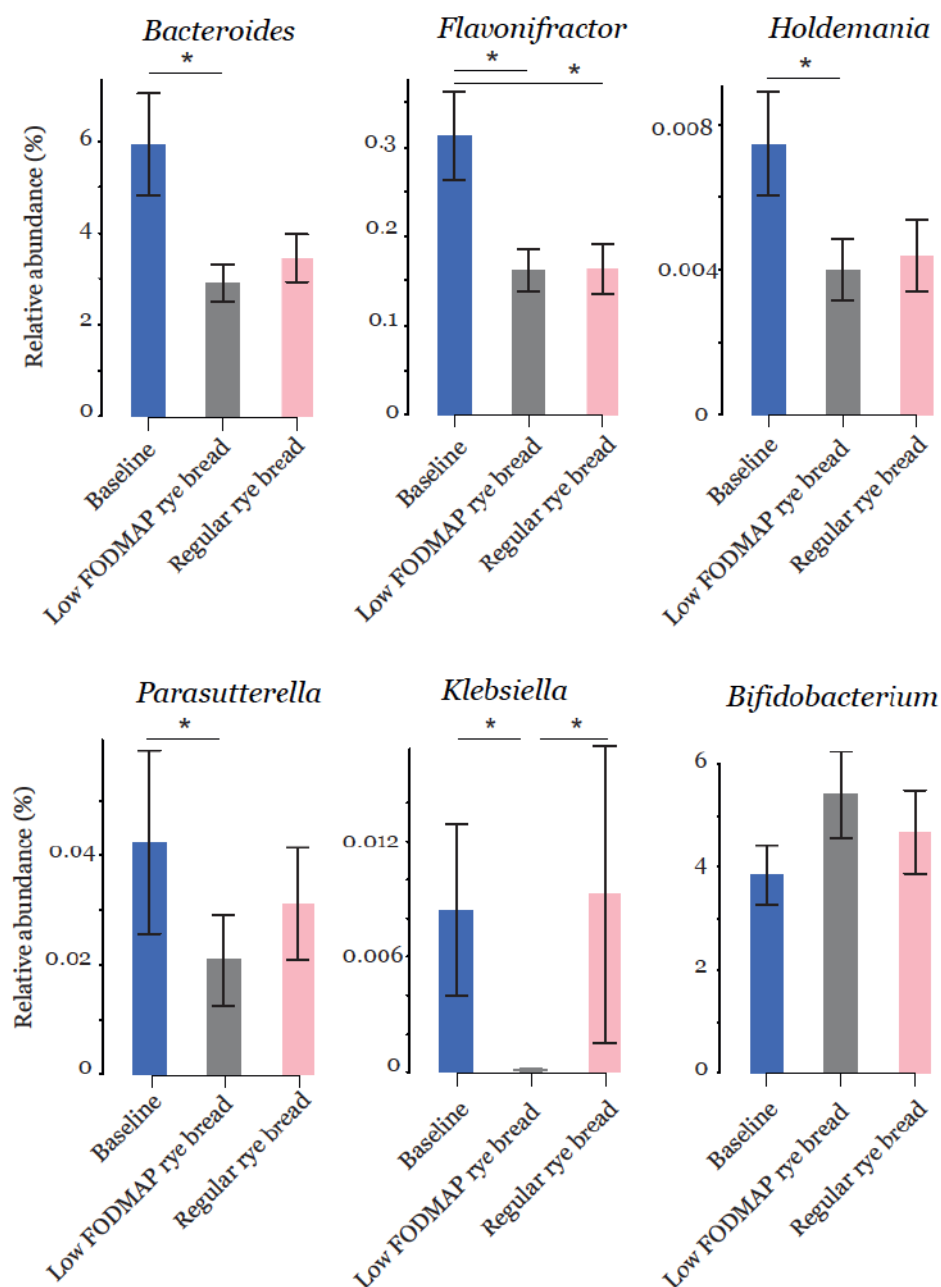 Bacteroides
Flavonifractor
Holdemania
*
*
*
*
Relative abundance (%)
6
4
2
0
0.3
0.2
0.1
0
0.008
0.004
0
Baseline
Low FODMAP rye bread
Regular rye bread
Baseline
Low FODMAP rye bread
Regular rye bread
Baseline
Low FODMAP rye bread
Regular rye bread
Parasutterella
Klebsiella
Bifidobacterium
*
*
*
Relative abundance (%)
0.04
0.02
0
0.012
0.006
0
6
4
2
0
Baseline
Low FODMAP rye bread
Regular rye bread
Baseline
Low FODMAP rye bread
Regular rye bread
Baseline
Low FODMAP rye bread
Regular rye bread